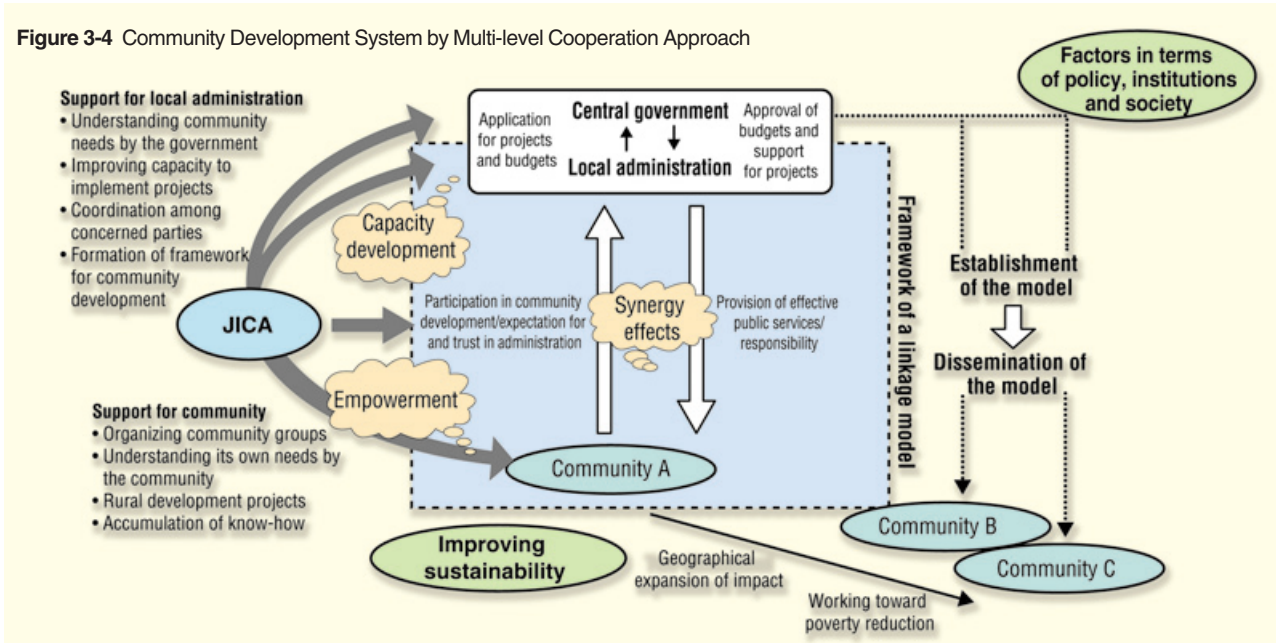 Figure 3-4 Community Development System by Multi-level Cooperation Approach
Factors in terms
of policy, institutions
and society
Support for local administration
• Understanding community
needs by the government
• Improving capacity to
implement projects
• Coordination among
concerned parties
• Formation of framework
for community
development
Application
for projects
and budgets
Central government
Local administration
Approval of
budgets and
support
for projects
Capacity
development
JICA
Participation in community
development/expectation for
and trust in administration
Synergy
effects
Provision of effective
public services/
responsibility
Framework of a linkage model
Establishment
of the model
Dissemination of
the model
Empowerment
Support for community
• Organizing community groups
• Understanding its own needs by
the community
• Rural development projects
• Accumulation of know-how
Community A
Community B
Community C
Improving
sustainability
Geographical
expansion of impact
Working toward
poverty reduction